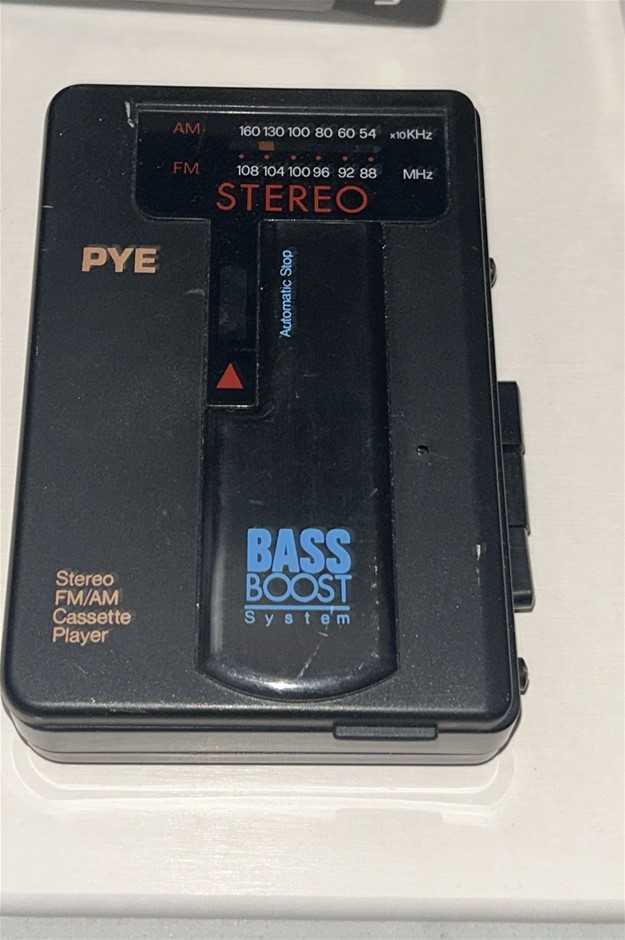 AM 160 130 100 80 60 54 x10KHz
FM 108 104 100 96 92 88 MHz
STEREO
PYE
Automatic Stop
BASS
BOOST
System
Stereo
FM/AM
Cassette
Player